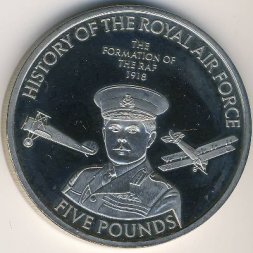 HISTORY OF THE ROYAL AIR FORCE
THE
FORMATION
OF THE RAF
1918
FIVE POUNDS